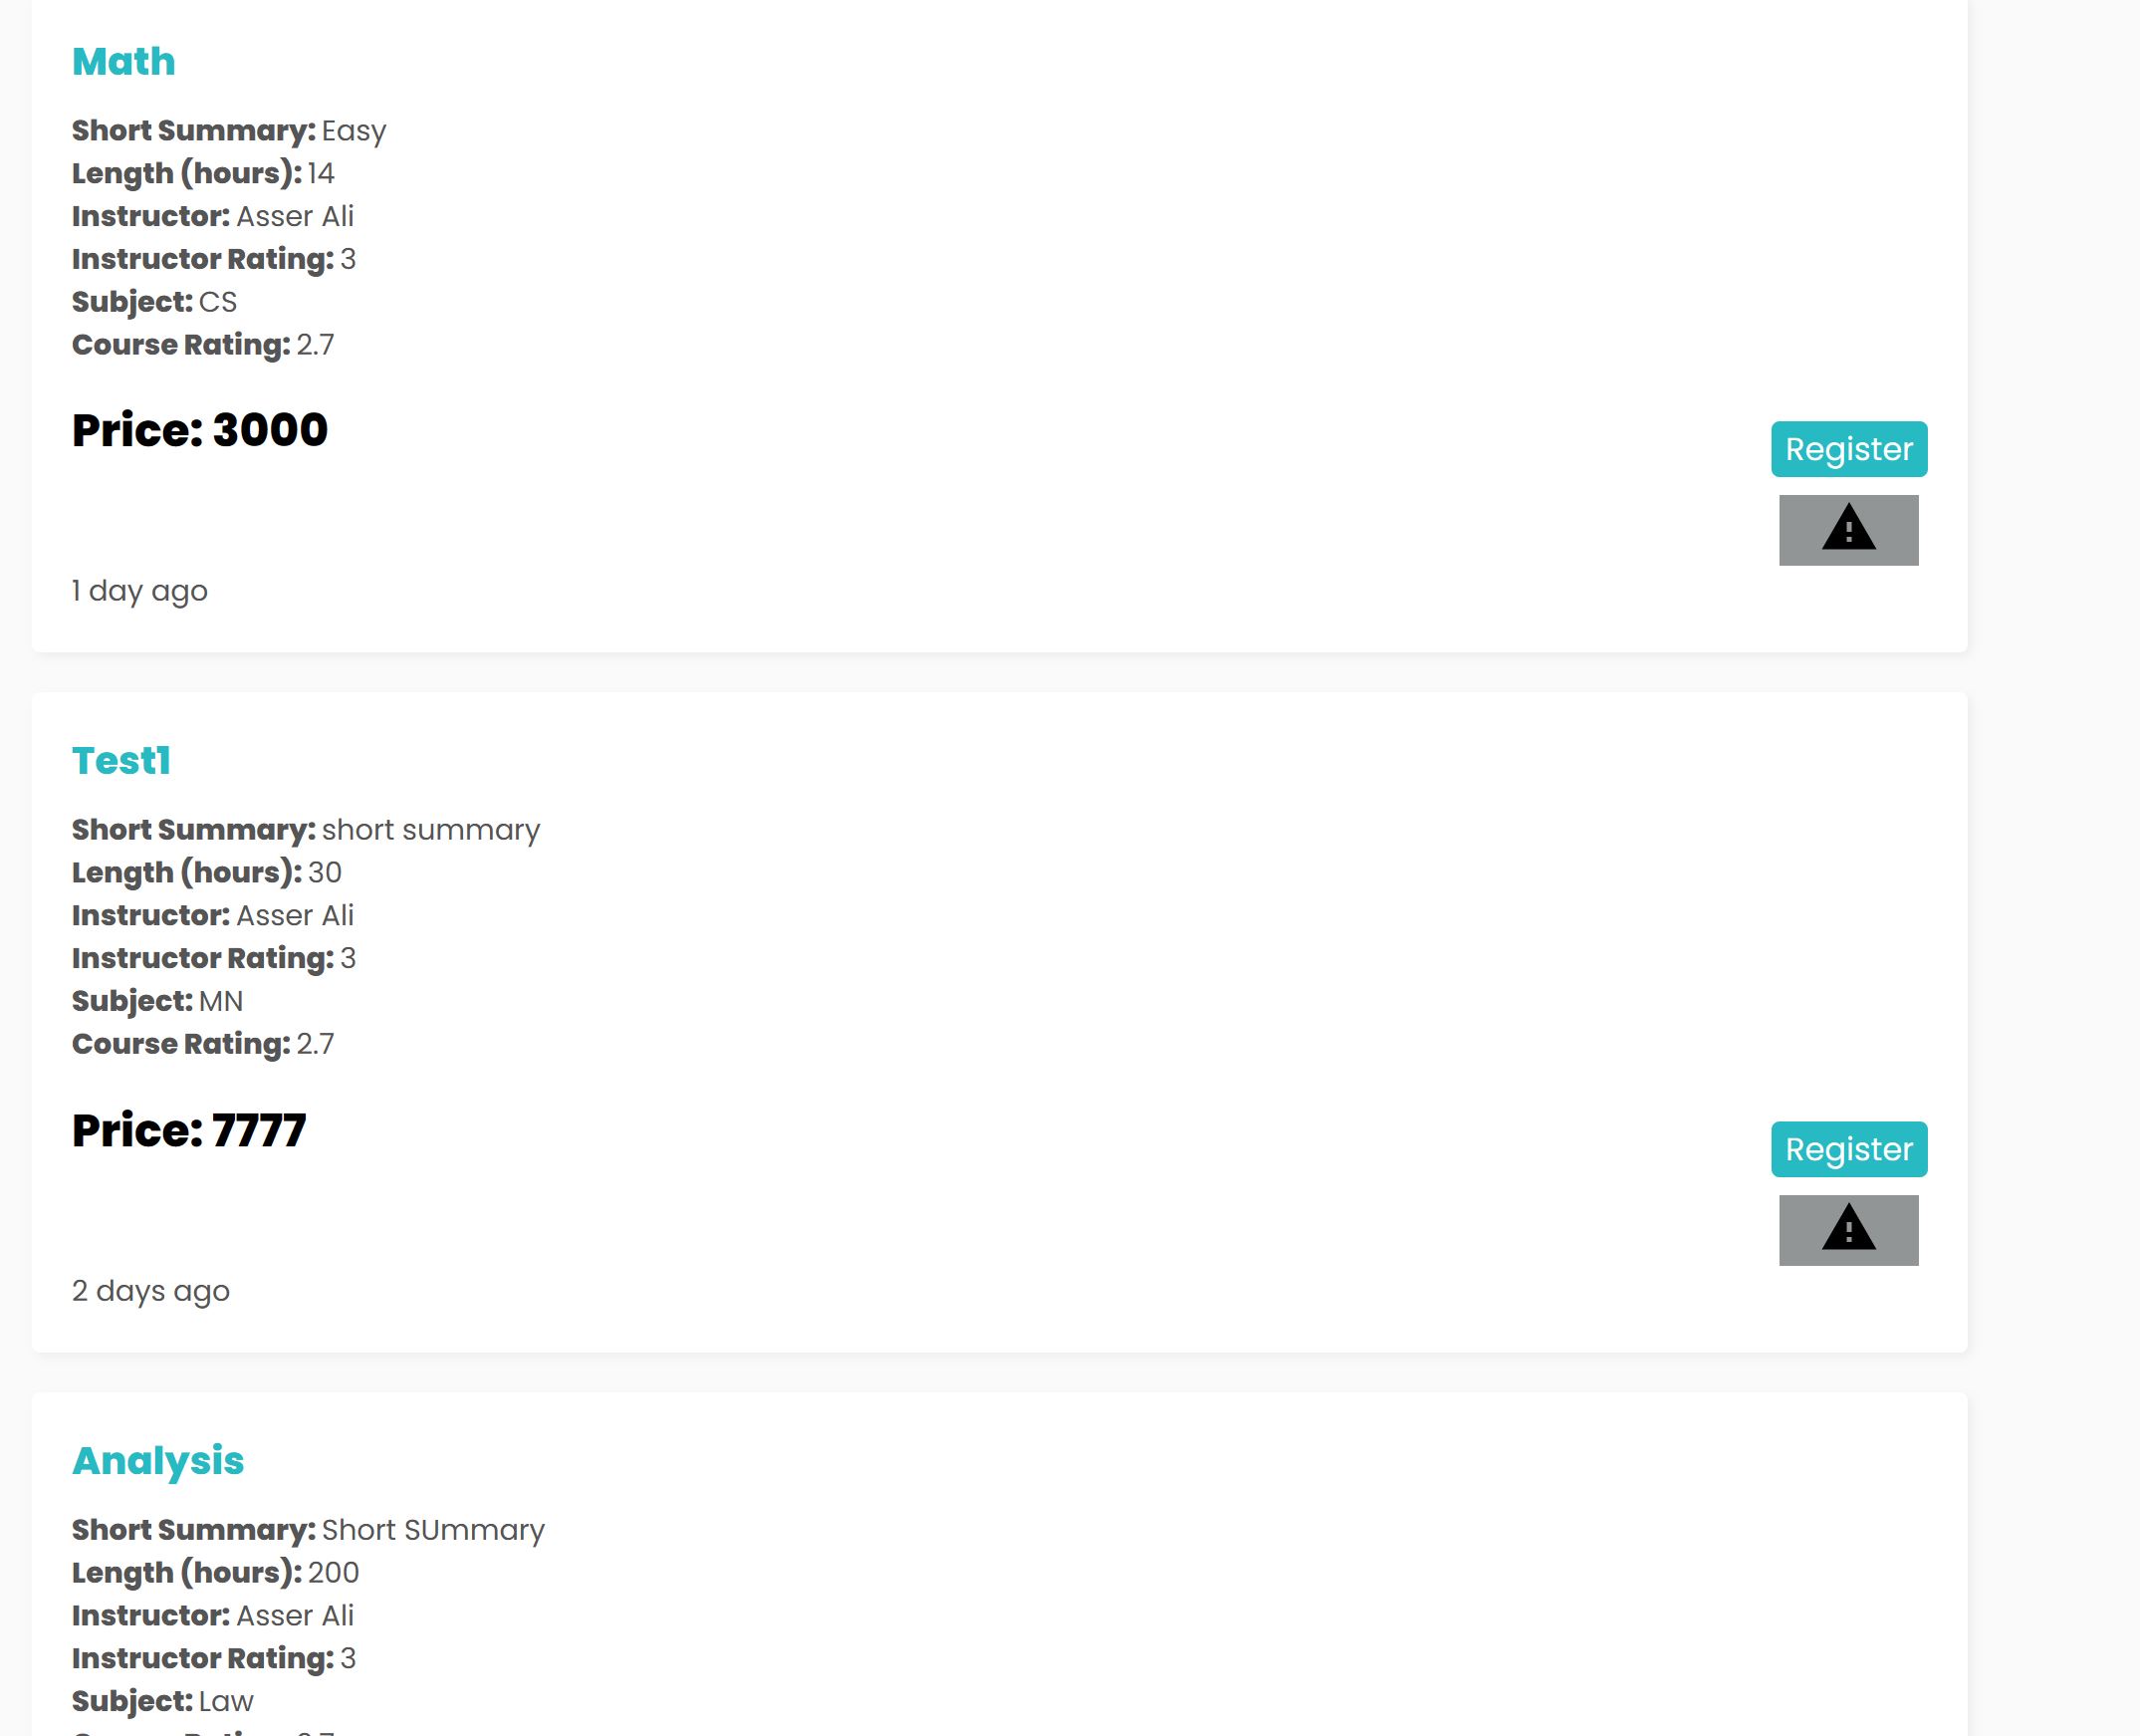 Math
Short Summary: Easy
Length (hours): 14
Instructor: Asser Ali
Instructor Rating: 3
Subject: CS
Course Rating: 2.7
Price: 3000
Register
1 day ago
Test1
Short Summary: short summary
Length (hours): 30
Instructor: Asser Ali
Instructor Rating: 3
Subject: MN
Course Rating: 2.7
Price: 7777
Register
2 days ago
Analysis
Short Summary: Short SUmmary
Length (hours): 200
Instructor: Asser Ali
Instructor Rating: 3
Subject: Law